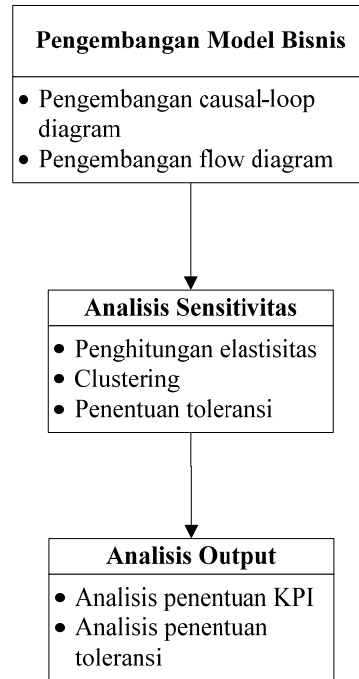 Pengembangan Model Bisnis
• Pengembangan causal-loop
diagram
• Pengembangan flow diagram
Analisis Sensitivitas
• Penghitungan elastisitas
• Clustering
• Penentuan toleransi
Analisis Output
• Analisis penentuan KPI
• Analisis penentuan
toleransi